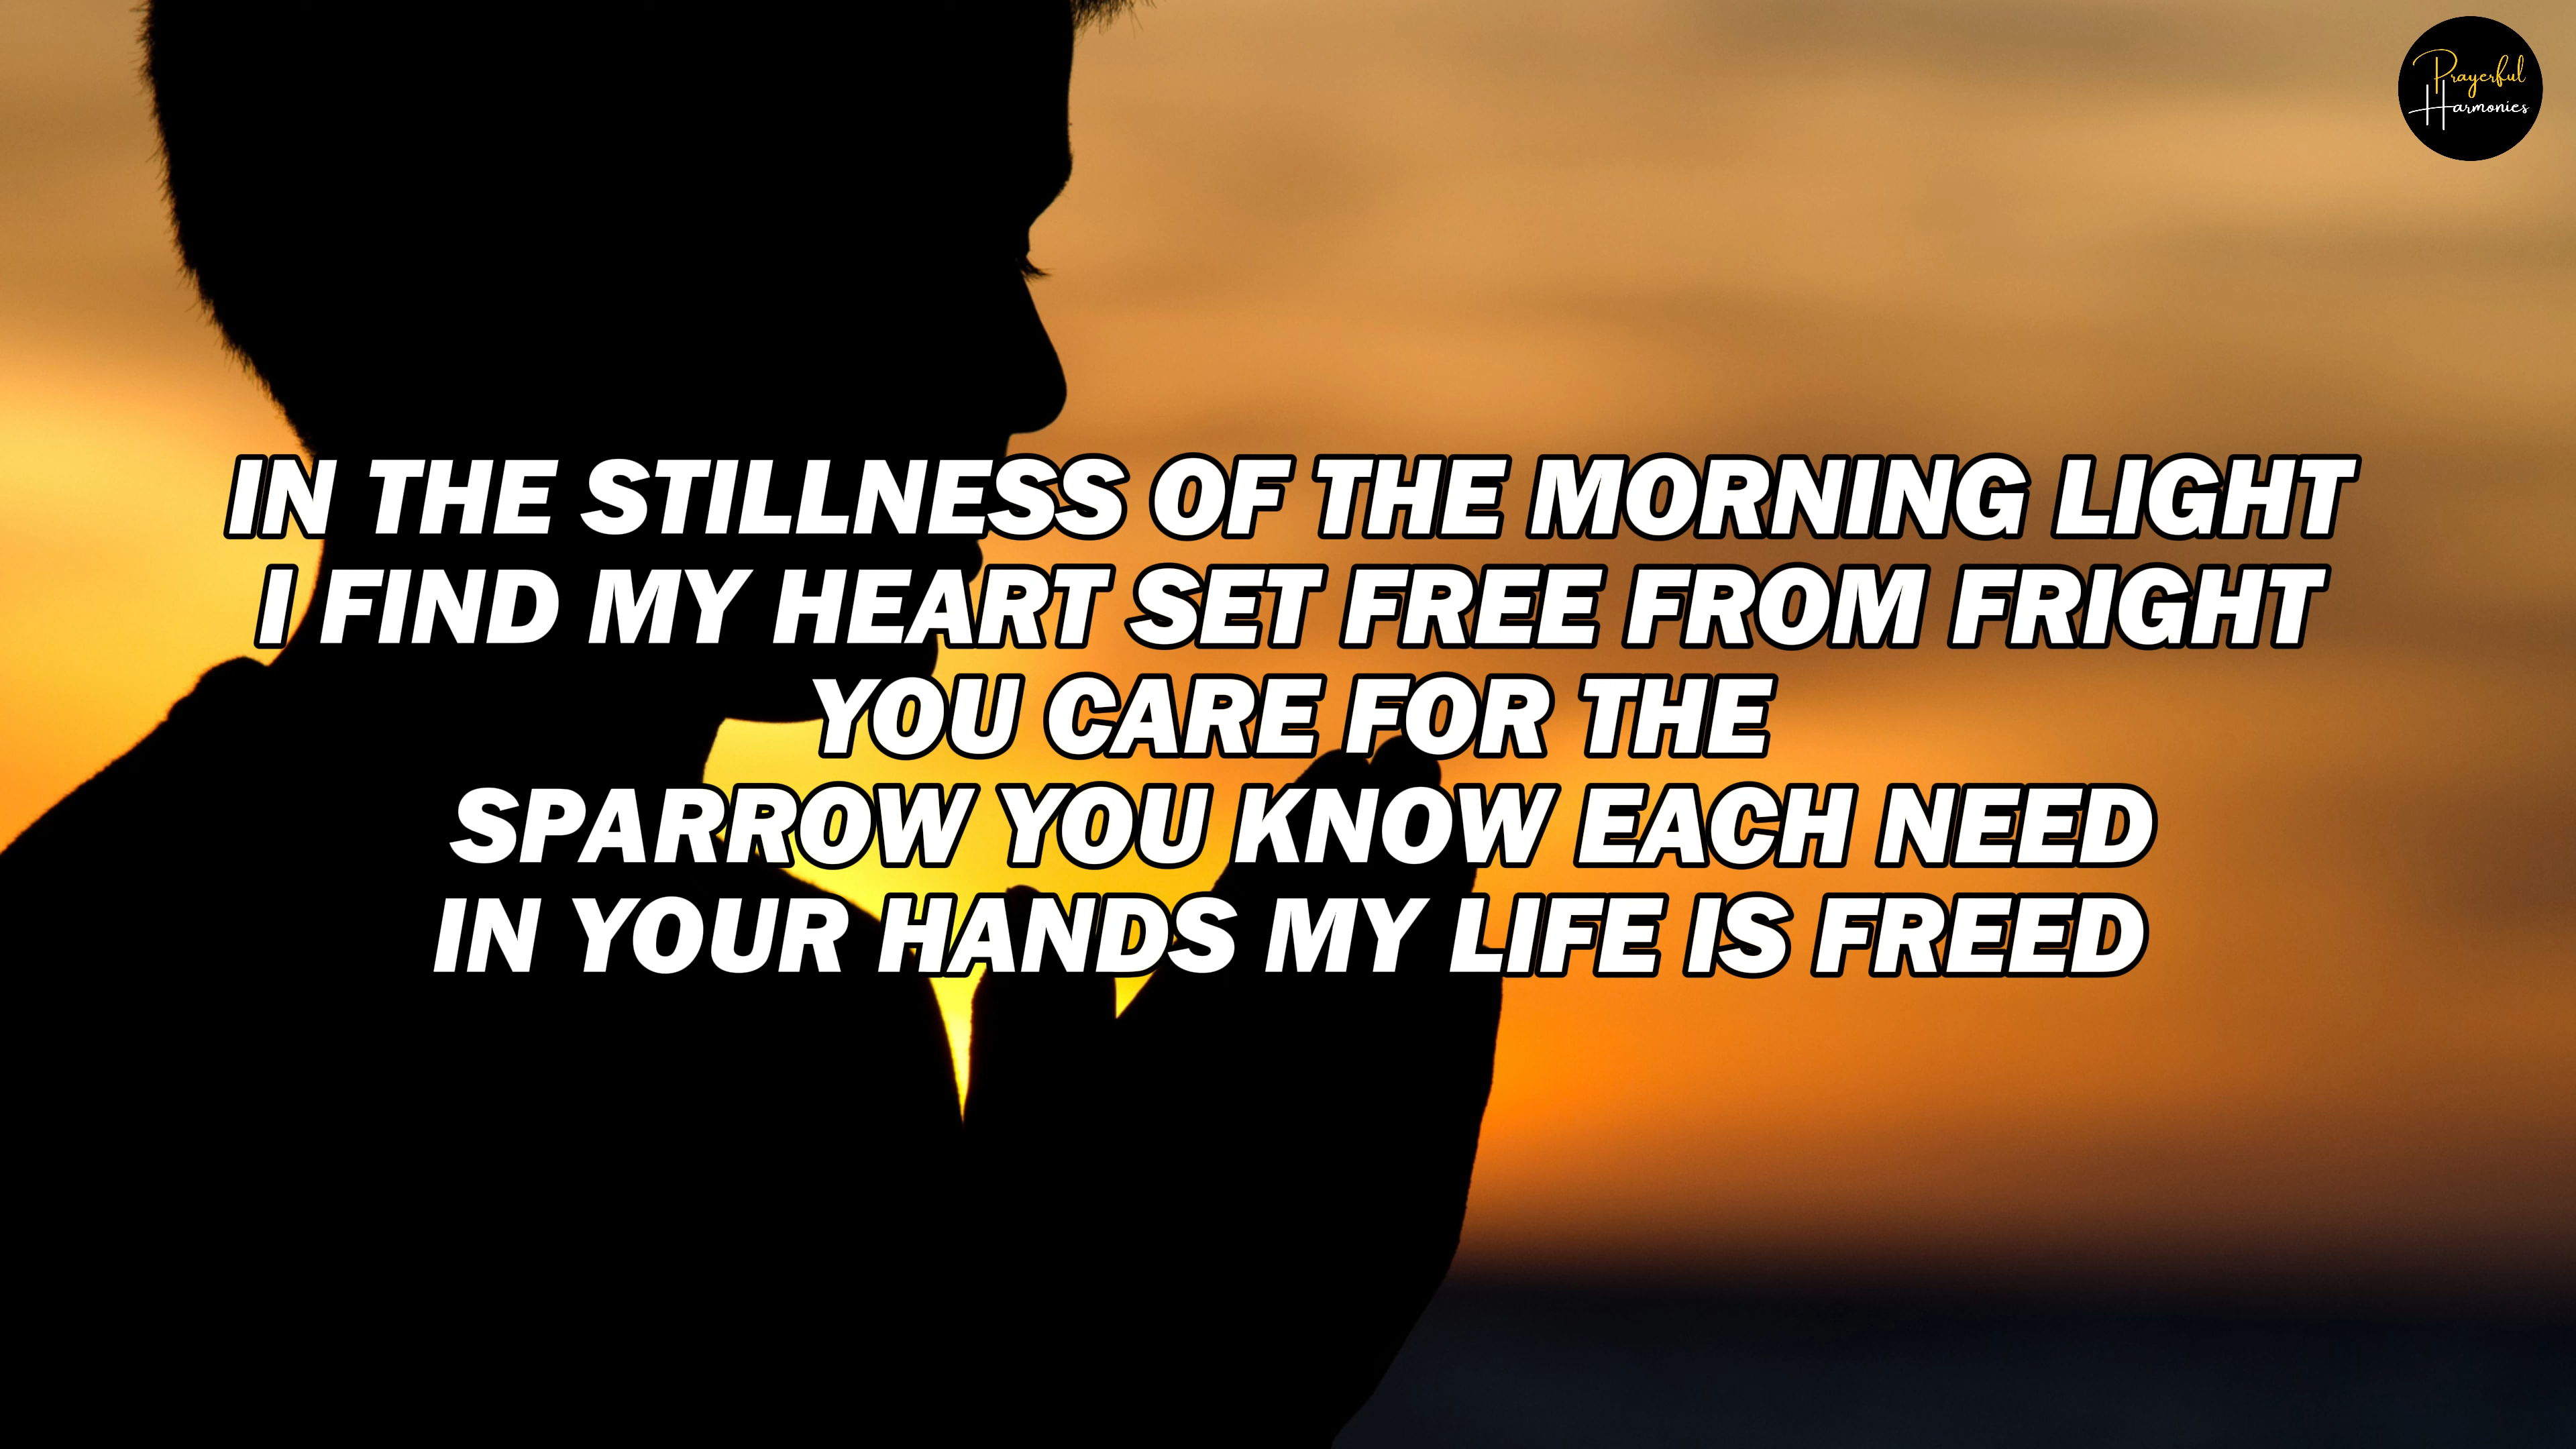 Prayerful
Harmonies
IN THE STILLNESS OF THE MORNING LIGHT
I FIND MY HEART SET FREE FROM FRIGHT
YOU CARE FOR THE
SPARROW YOU KNOW EACH NEED
IN YOUR HANDS MY LIFE IS FREED